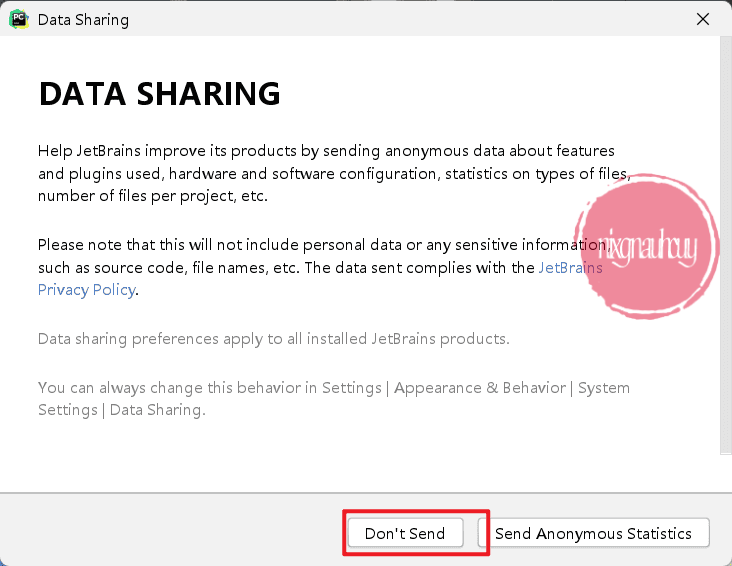 Data Sharing
DATA SHARING
Help JetBrains improve its products by sending anonymous data about features
and plugins used, hardware and software configuration, statistics on types of files,
number of files per project, etc.
Please note that this will not include personal data or any sensitive information,
such as source code, file names, etc. The data sent complies with the JetBrains
Privacy Policy.
Data sharing preferences apply to all installed JetBrains products.
You can always change this behavior in Settings | Appearance & Behavior | System
Settings | Data Sharing.
Don't Send
Send Anonymous Statistics